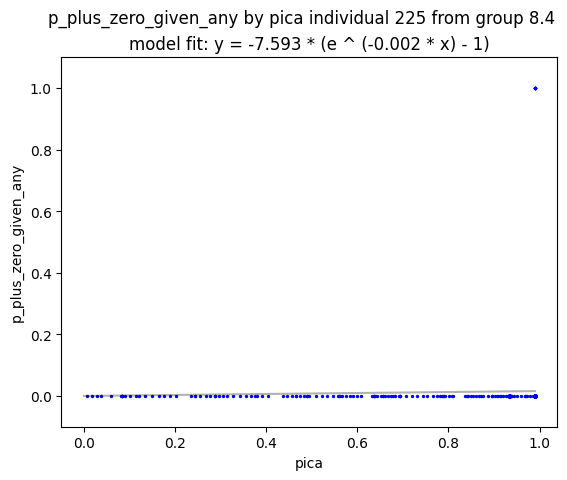 p_plus_zero_given_any by pica individual 225 from group 8.4
model fit: y = -7.593 * (e ^ (-0.002 * x) - 1)
1.0
0.8
0.6
0.4
0.2
0.0
p_plus_zero_given_any
0.0 0.2 0.4 0.6 0.8 1.0
pica